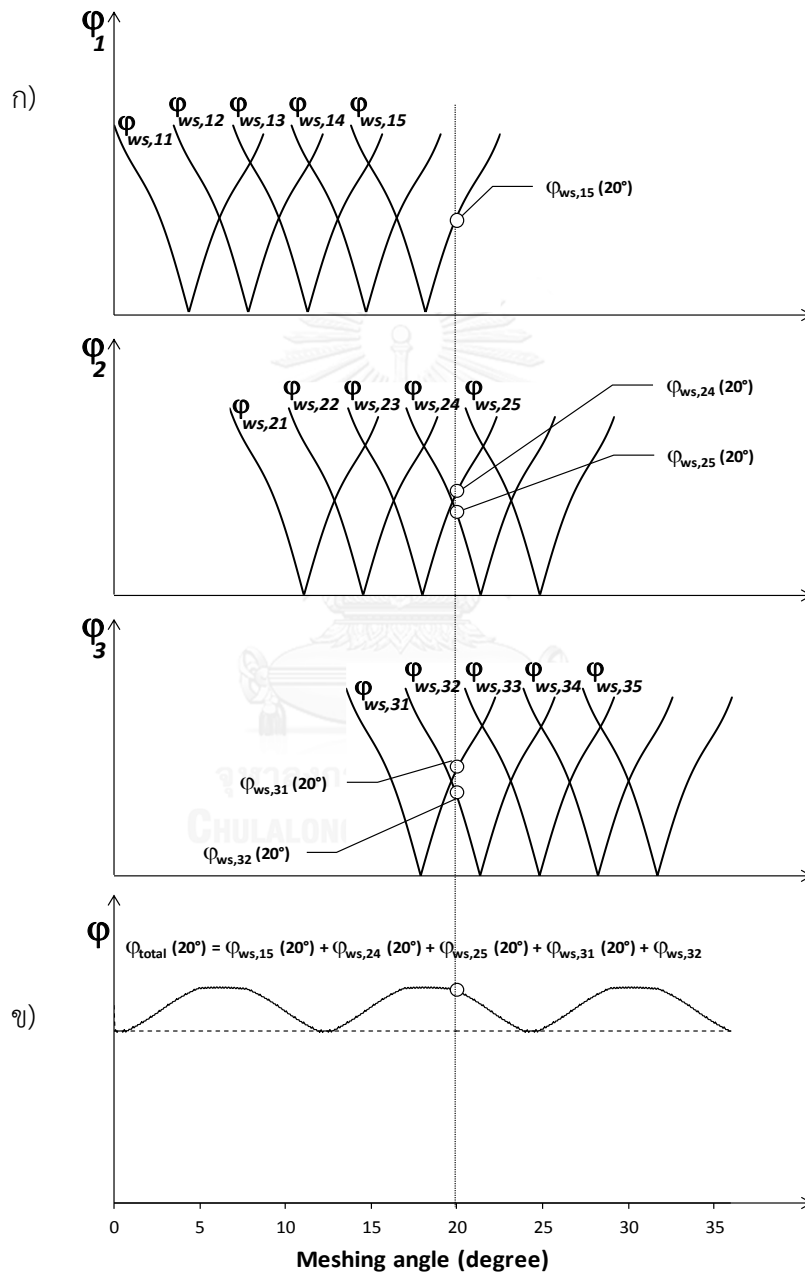 φ1
ก)
φws,11
φws,12
φws,13
φws,14
φws,15
φws,15 (20°)
φ2
φws,21
φws,22
φws,23
φws,24
φws,25
φws,24 (20°)
φws,25 (20°)
φ3
φws,31
φws,32
φws,33
φws,34
φws,35
φws,31 (20°)
φws,32 (20°)
CHULALON
φ
φtotal (20°) = φws,15 (20°) + φws,24 (20°) + φws,25 (20°) + φws,31 (20°) + φws,32
ข)
0 5 10 15 20 25 30 35
Meshing angle (degree)